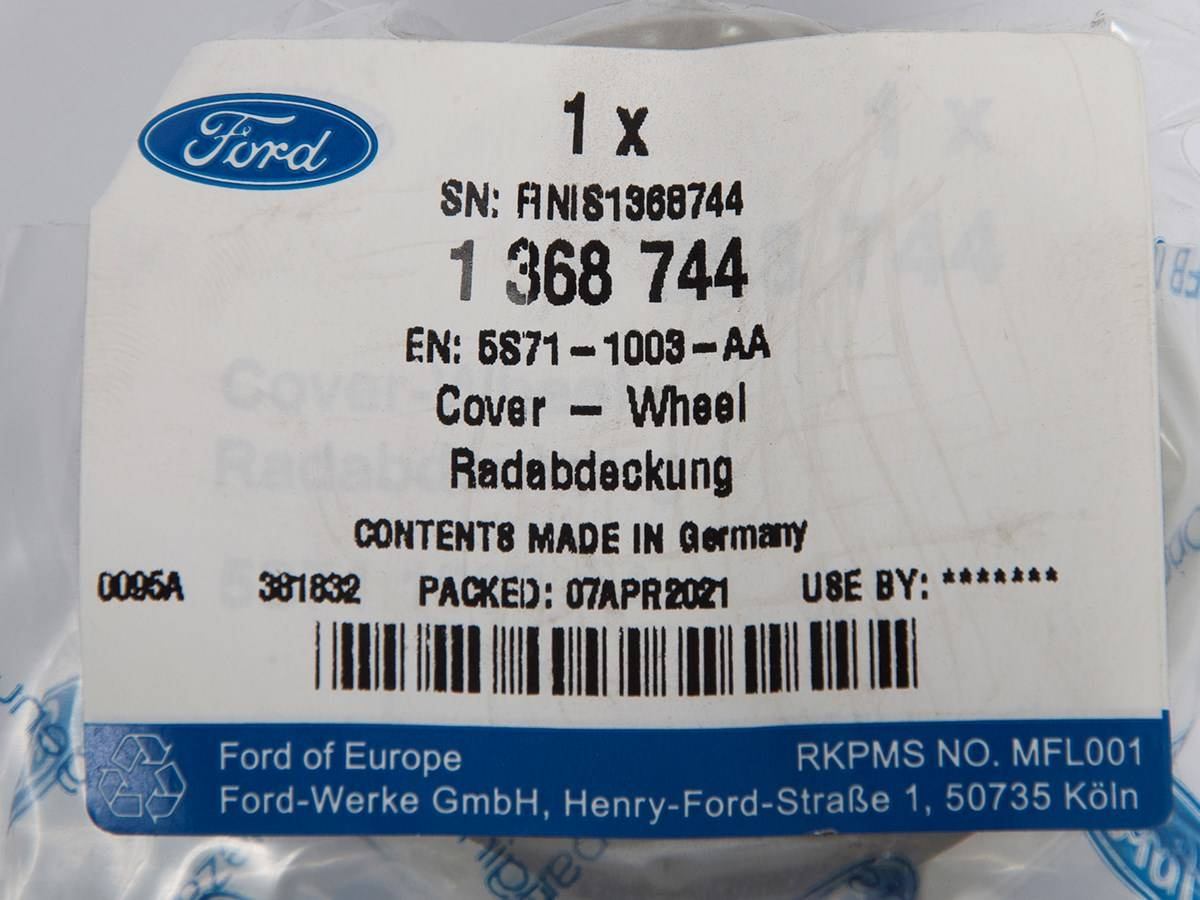 Ford
1 x
SN: FINIS1368744
1 368 744
EN: 5S71-1003-AA
Cover - Wheel
Radabdeckung
CONTENTS MADE IN Germany
0095A 381832 PACKED: 07APR2021 USE BY: *******
Ford of Europe RKPMS NO. MFL001
Ford-Werke GmbH, Henry-Ford-Straße 1, 50735 Köln